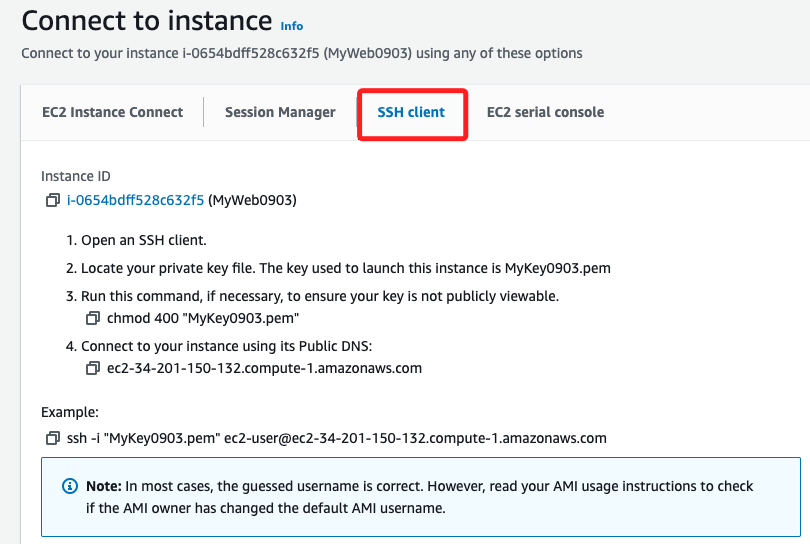 Connect to instance Info
Connect to your instance i-0654bdff528c632f5 (MyWeb0903) using any of these options
EC2 Instance Connect Session Manager SSH client EC2 serial console
Instance ID
i-0654bdff528c632f5 (MyWeb0903)
1. Open an SSH client.
2. Locate your private key file. The key used to launch this instance is MyKey0903.pem
3. Run this command, if necessary, to ensure your key is not publicly viewable.
chmod 400 "MyKey0903.pem"
4. Connect to your instance using its Public DNS:
ec2-34-201-150-132.compute-1.amazonaws.com
Example:
ssh -i "MyKey0903.pem" ec2-user@ec2-34-201-150-132.compute-1.amazonaws.com
Note: In most cases, the guessed username is correct. However, read your AMI usage instructions to check
if the AMI owner has changed the default AMI username.